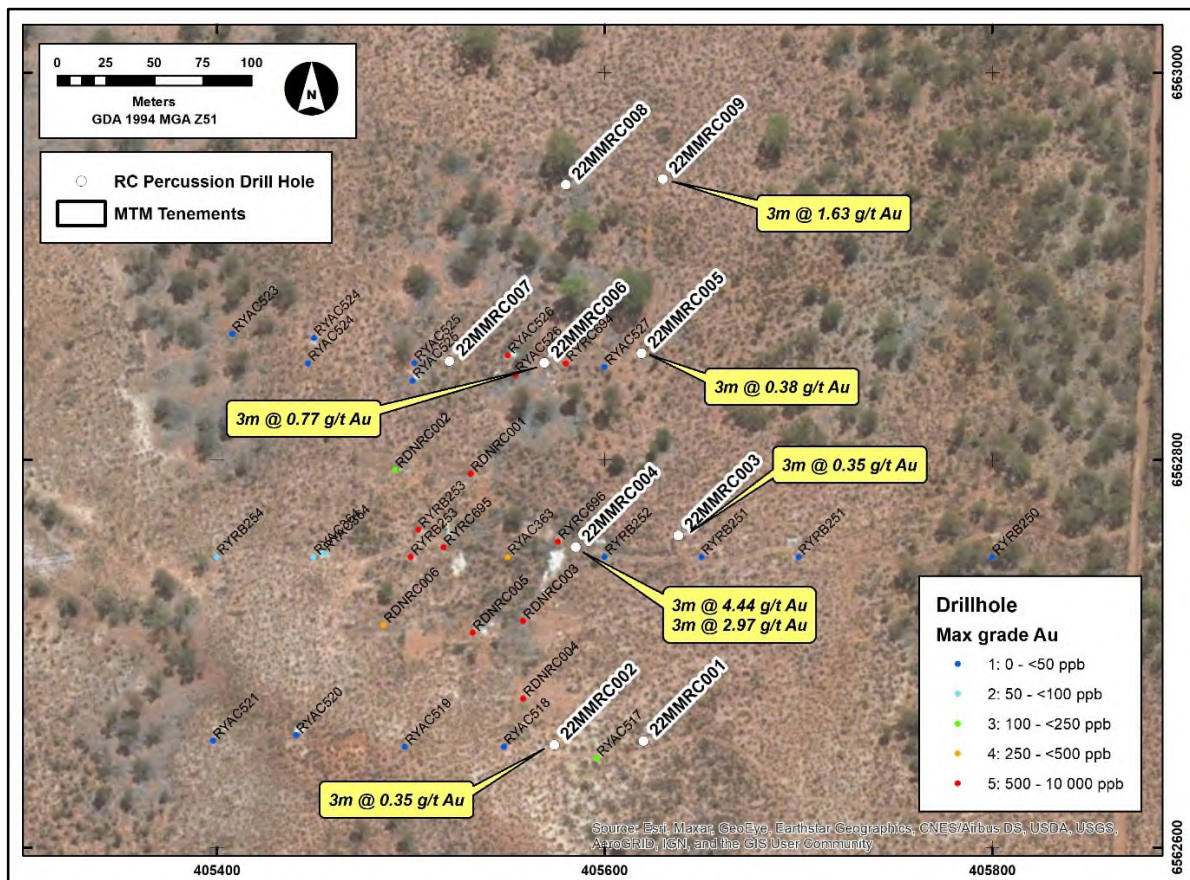 0 25 50 75 100
Meters
GDA 1994 MGA Z51
N
RC Percussion Drill Hole
MTM Tenements
22MMRC008
22MMRC009
3m @ 1.63 g/t Au
6563000
RYAC523
RYAC524
RYAC524
RYAC525
RYAC525
22MMRC007
RYAC526
RYAC526
22MMRC006
RYRC694
RYAC527
22MMRC005
3m @ 0.38 g/t Au
3m @ 0.77 g/t Au
RDNRC002
RDNRC001
6562800
3m @ 0.35 g/t Au
22MMRC003
22MMRC004
RYRB254
RYAC364
RYAC364
RYRB253
RYRB253
RYRC695
RYAC363
RYRC696
RYRB252
RYRB251
RYRB251
RYRB250
3m @ 4.44 g/t Au
3m @ 2.97 g/t Au
RDNRC006
RDNRC005
RDNRC003
RDNRC004
RYAC521
RYAC520
RYAC519
RYAC518
22MMRC002
RYAC517
22MMRC001
3m @ 0.35 g/t Au
Drillhole
Max grade Au
1: 0 - <50 ppb
2: 50 - <100 ppb
3: 100 - <250 ppb
4: 250 - <500 ppb
5: 500 - 10 000 ppb
Source: Esri, Maxar, GeoEye, Earthstar Geographics, CNES/Airbus DS, USDA, USGS,
AeroGRID, IGN, and the GIS User Community
6562600
405400 405600 405800